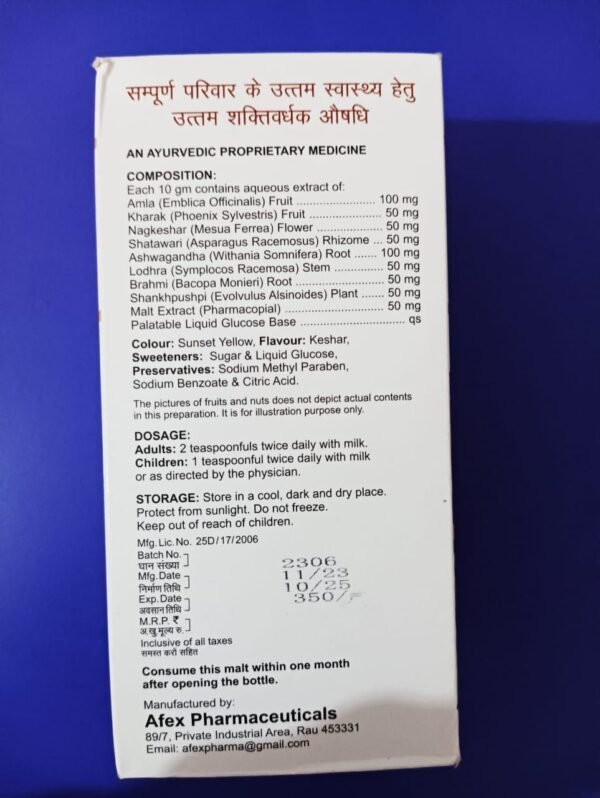 सम्पूर्ण परिवार के उत्तम स्वास्थ्य हेतु
उत्तम शक्तिवर्धक औषधि
AN AYURVEDIC PROPRIETARY MEDICINE
COMPOSITION:
Each 10 gm contains aqueous extract of:
Amla (Emblica Officinalis) Fruit ........................ 100 mg
Kharak (Phoenix Sylvestris) Fruit ...................... 50 mg
Nagkeshar (Mesua Ferrea) Flower .................... 50 mg
Shatawari (Asparagus Racemosus) Rhizome ... 50 mg
Ashwagandha (Withania Somnifera) Root ....... 100 mg
Lodhra (Symplocos Racemosa) Stem ............... 50 mg
Brahmi (Bacopa Monieri) Root ........................... 50 mg
Shankhpushpi (Evolvulus Alsinoides) Plant ....... 50 mg
Malt Extract (Pharmacopial) .............................. 50 mg
Palatable Liquid Glucose Base ................................ qs
Colour: Sunset Yellow, Flavour: Keshar,
Sweeteners: Sugar & Liquid Glucose,
Preservatives: Sodium Methyl Paraben,
Sodium Benzoate & Citric Acid.
The pictures of fruits and nuts does not depict actual contents
in this preparation. It is for illustration purpose only.
DOSAGE:
Adults: 2 teaspoonfuls twice daily with milk.
Children: 1 teaspoonful twice daily with milk
or as directed by the physician.
STORAGE: Store in a cool, dark and dry place.
Protect from sunlight. Do not freeze.
Keep out of reach of children.
Mfg. Lic. No. 25D/17/2006
Batch No.
घान संख्या
2306
Mfg. Date
निर्माण तिथि
11/23
Exp. Date
अवसान तिथि
10/25
M.R.P. ₹
अ.खु.मूल्य रु.
350/-
Inclusive of all taxes
समस्त करो सहित
Consume this malt within one month
after opening the bottle.
Manufactured by:
Afex Pharmaceuticals
89/7, Private Industrial Area, Rau 453331
Email: afexpharma@gmail.com